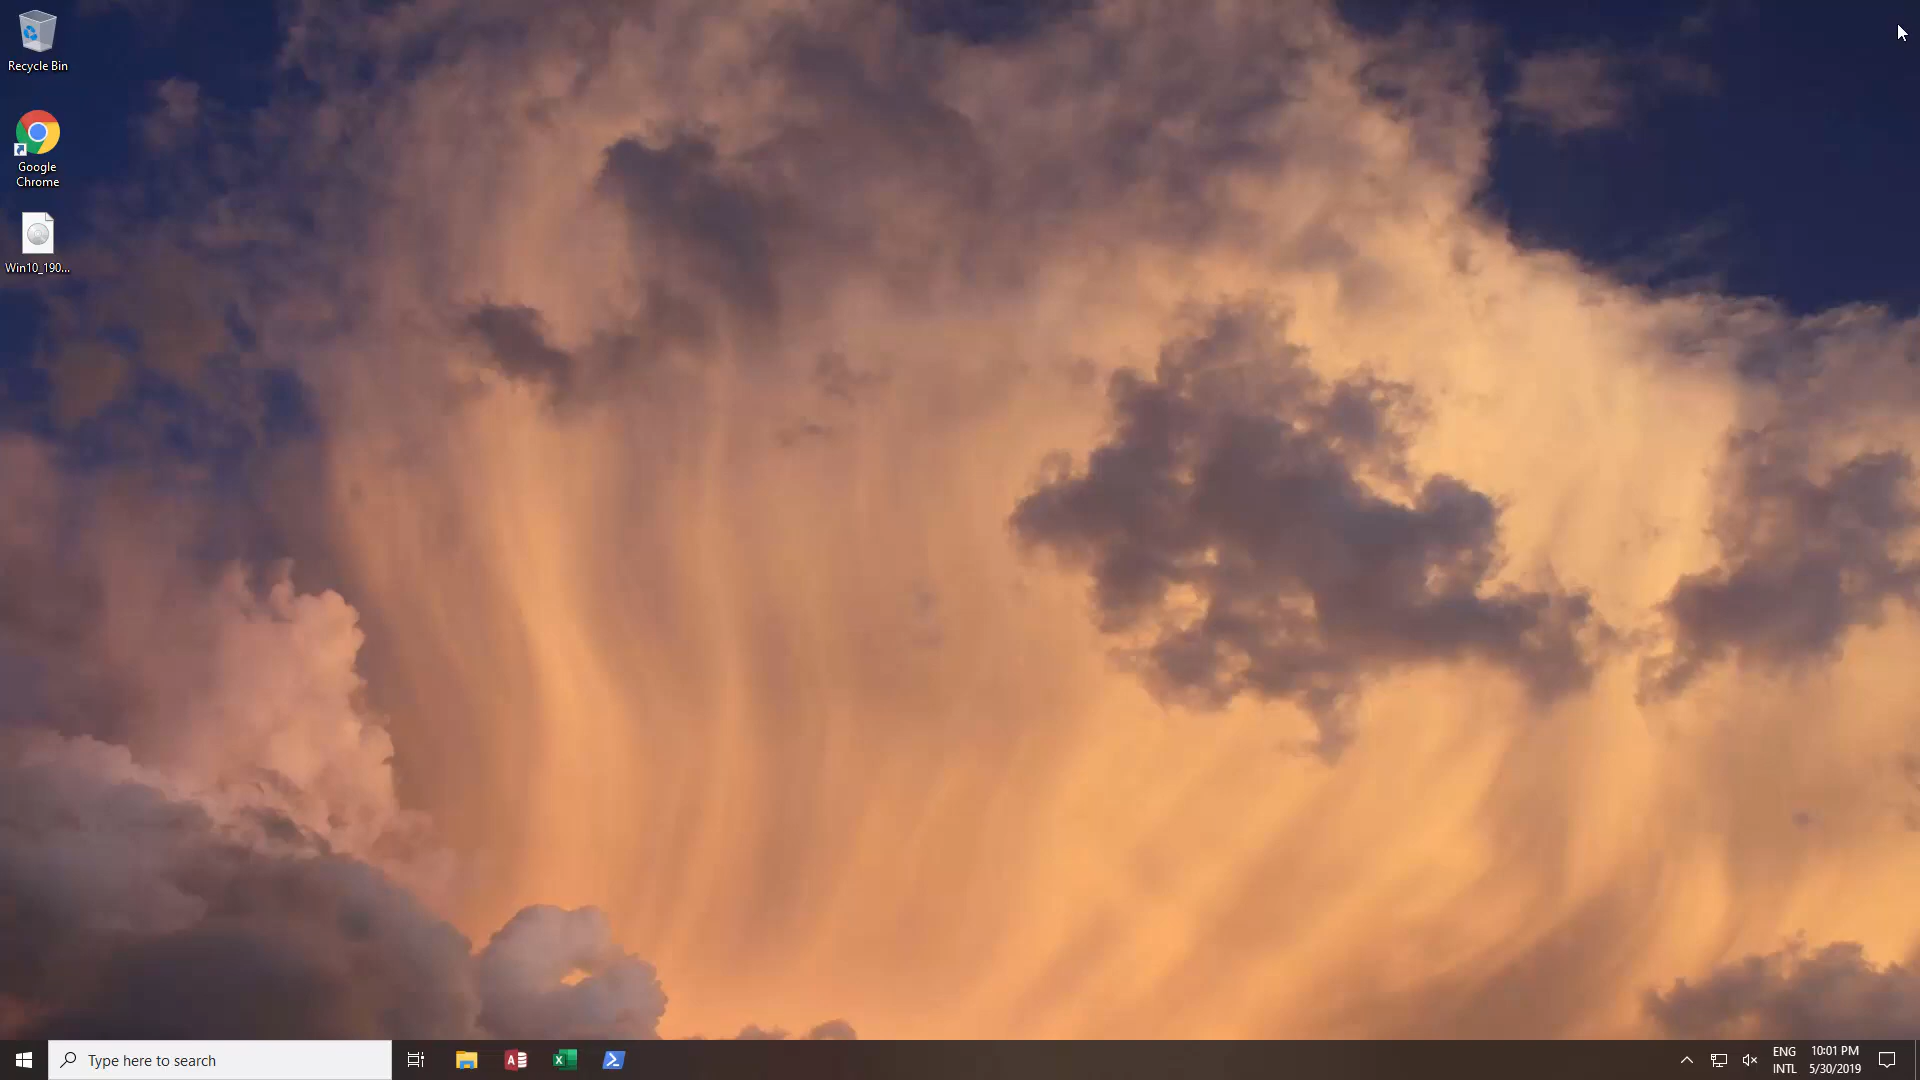 Recycle Bin
Google
Chrome
Win10_190...
Type here to search
ENG
INTL
10:01 PM
5/30/2019